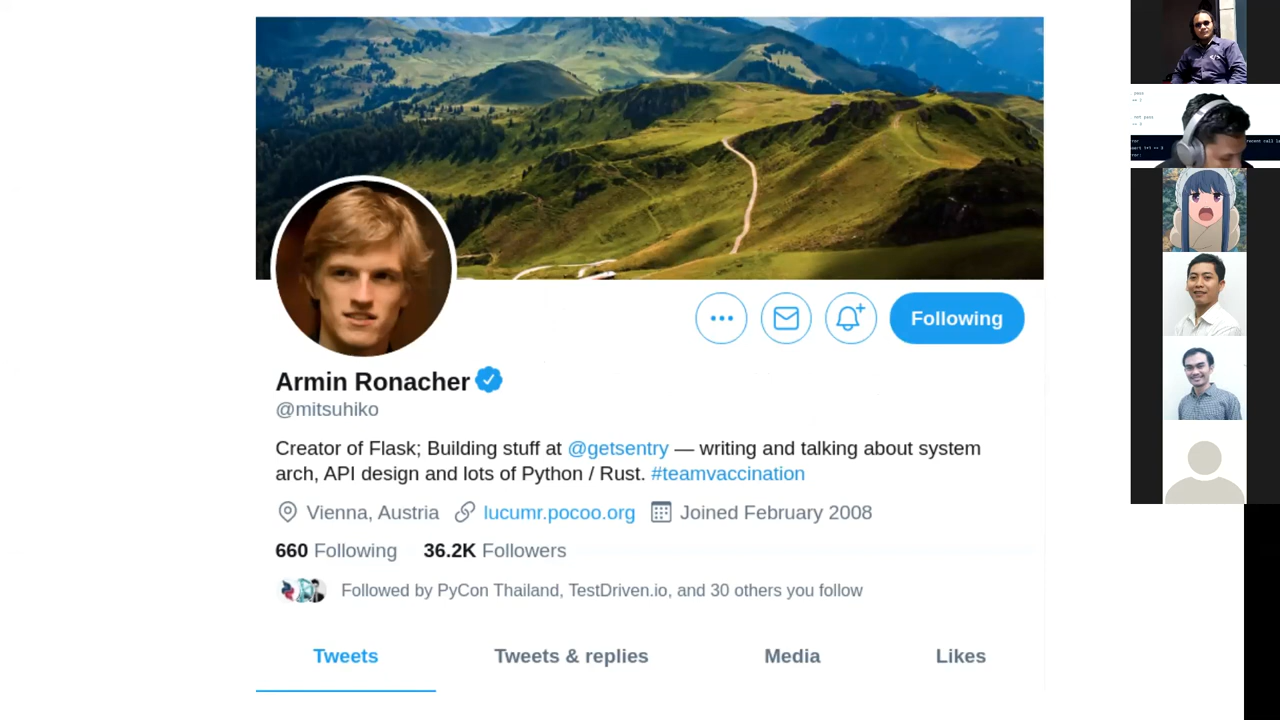 Following
Armin Ronacher
@mitsuhiko
Creator of Flask; Building stuff at @getsentry — writing and talking about system
arch, API design and lots of Python / Rust. #teamvaccination
Vienna, Austria lucumr.pocoo.org Joined February 2008
660 Following 36.2K Followers
Followed by PyCon Thailand, TestDriven.io, and 30 others you follow
Tweets Tweets & replies Media Likes